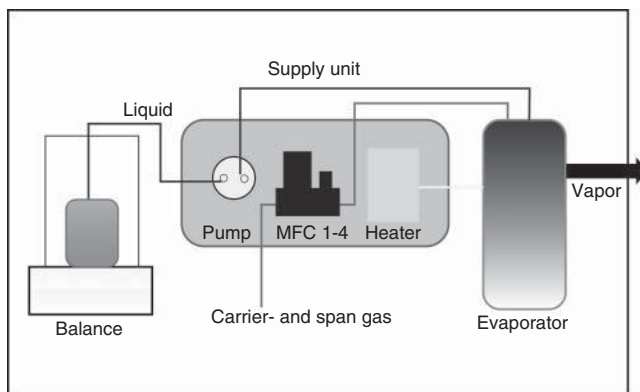 Supply unit
Liquid
Pump MFC 1-4 Heater
Vapor
Carrier- and span gas
Balance
Evaporator